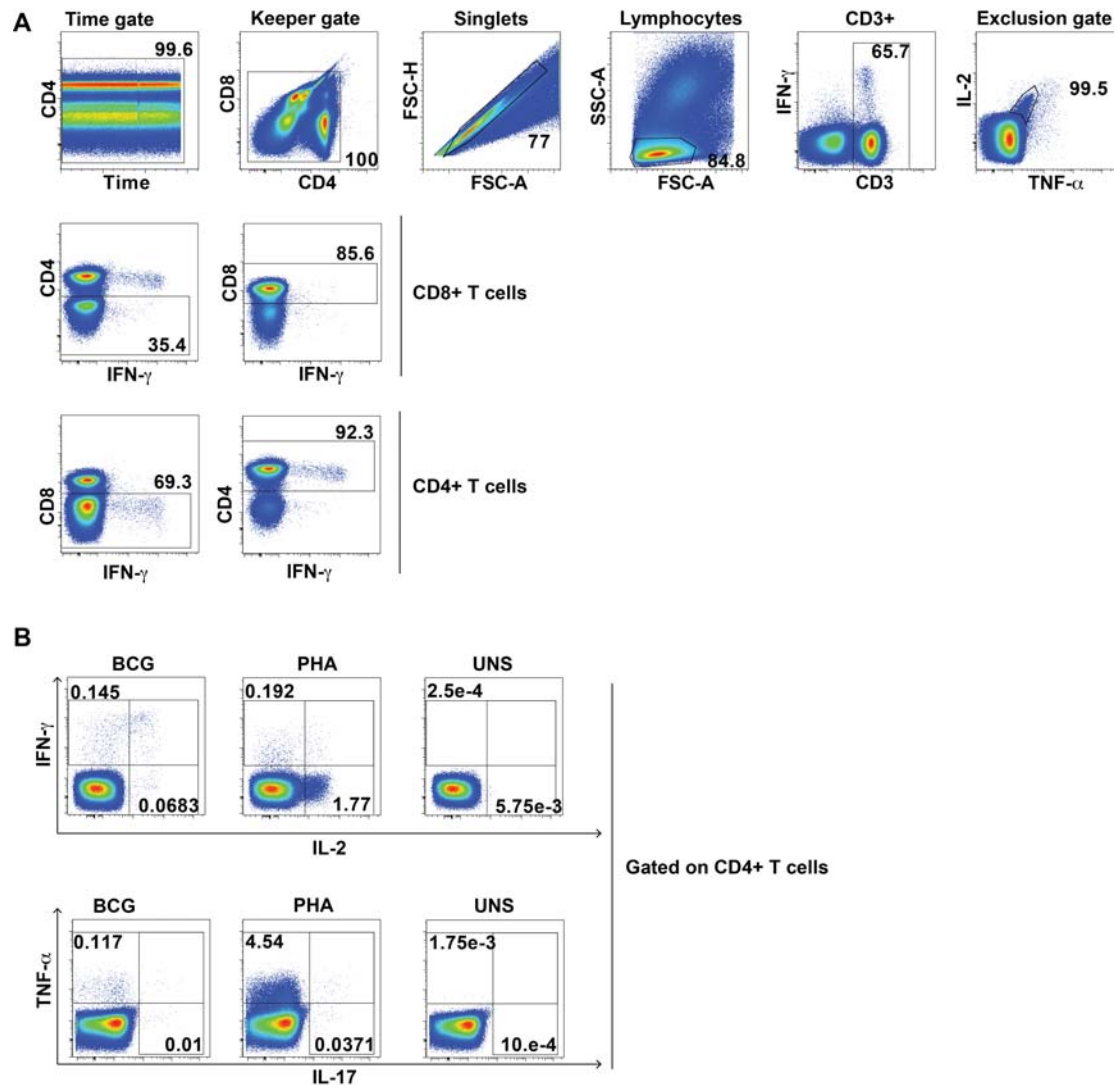 A
Time gate
Keeper gate
Singlets
Lymphocytes
CD3+
Exclusion gate
99.6
CD4
Time
CD8
100
CD4
FSC-H
77
FSC-A
SSC-A
84.8
FSC-A
IFN-γ
65.7
CD3
IL-2
99.5
TNF-α
CD4
35.4
IFN-γ
CD8
85.6
IFN-γ
CD8+ T cells
CD8
69.3
IFN-γ
CD4
92.3
IFN-γ
CD4+ T cells
B
BCG
PHA
UNS
IFN-γ
0.145
0.0683
0.192
1.77
2.5e-4
5.75e-3
IL-2
Gated on CD4+ T cells
BCG
PHA
UNS
TNF-α
0.117
0.01
4.54
0.0371
1.75e-3
10.e-4
IL-17